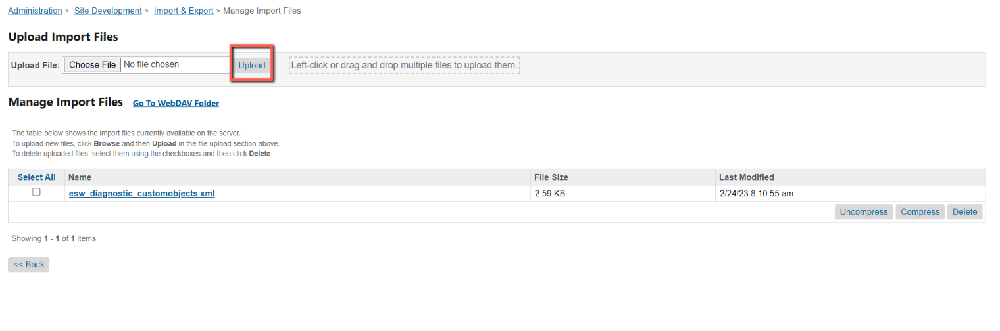 Administration > Site Development > Import & Export > Manage Import Files
Upload Import Files
Upload File: Choose File No file chosen Upload Left-click or drag and drop multiple files to upload them.
Manage Import Files Go To WebDAV Folder
The table below shows the import files currently available on the server.
To upload new files, click Browse and then Upload in the file upload section above.
To delete uploaded files, select them using the checkboxes and then click Delete.
Select All Name File Size Last Modified
esw_diagnostic_customobjects.xml 2.59 KB 2/24/23 8:10:55 am
Uncompress Compress Delete
Showing 1 - 1 of 1 items
<< Back